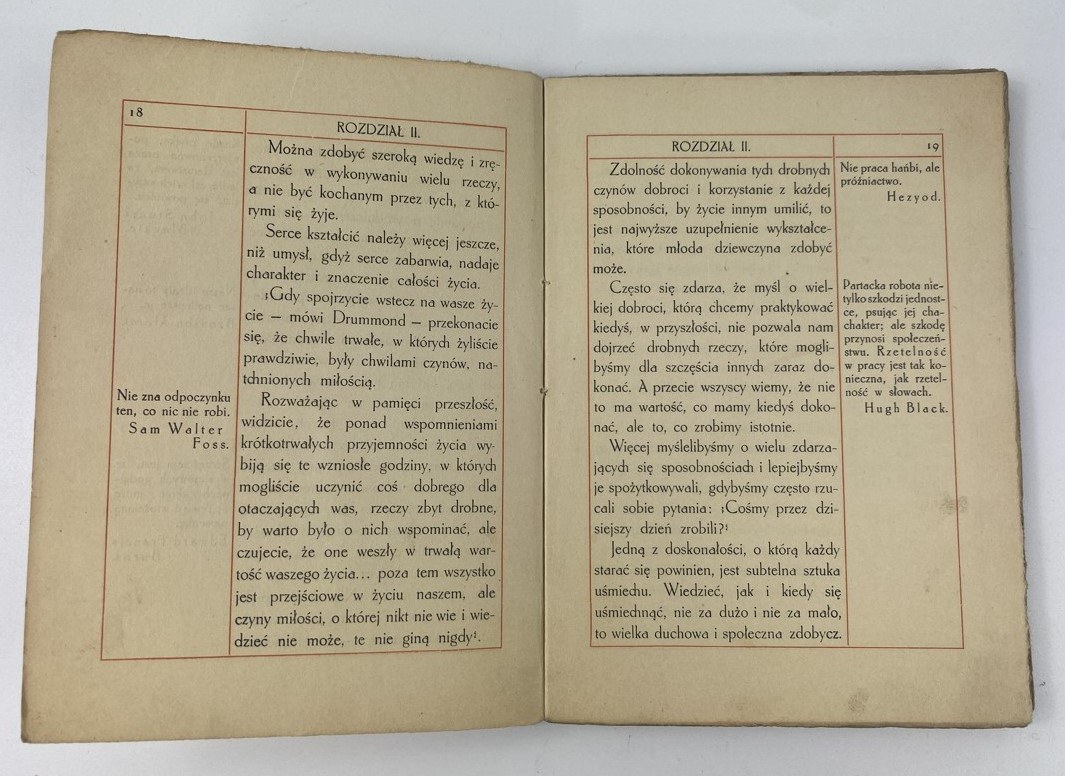 18
ROZDZIAŁ II.
Można zdobyć szeroką wiedzę i zrę-
czność w wykonywaniu wielu rzeczy,
a nie być kochanym przez tych, z któ-
rymi się żyje.
Serce kształcić należy więcej jeszcze,
niż umysł, gdyż serce zabarwia, nadaje
charakter i znaczenie całości życia.
„Gdy spojrzycie wstecz na wasze ży-
cie — mówi Drummond — przekonacie
się, że chwile trwałe, w których żyliście
prawdziwie, były chwilami czynów, na-
tchnionych miłością.
Rozważając w pamięci przeszłość,
widzicie, że ponad wspomnieniami
krótkotrwałych przyjemności życia wy-
biją się te wzniosłe godziny, w których
mogliście uczynić coś dobrego dla
otaczających was, rzeczy zbyt drobne,
by warto było o nich wspominać, ale
czujecie, że one weszły w trwałą war-
tość waszego życia... poza tem wszystko
jest przejściowe w życiu naszem, ale
czyny miłości, o której nikt nie wie i wie-
dzieć nie może, te nie giną nigdy“.
Nie zna odpoczynku
ten, co nic nie robi.
Sam Walter
Foss.
ROZDZIAŁ II.
19
Zdolność dokonywania tych drobnych
czynów dobroci i korzystanie z każdej
sposobności, by życie innym umilić, to
jest najwyższe uzupełnienie wykształce-
nia, które młoda dziewczyna zdobyć
może.
Często się zdarza, że myśl o wiel-
kiej dobroci, którą chcemy praktykować
kiedyś, w przyszłości, nie pozwala nam
dojrzeć drobnych rzeczy, które mogli-
byśmy dla szczęścia innych zaraz do-
konać. A przecie wszyscy wiemy, że nie
to ma wartość, co mamy kiedyś doko-
nać, ale to, co zrobimy istotnie.
Więcej myślelibyśmy o wielu zdarza-
jących się sposobnościach i lepiejbyśmy
je spożytkowywali, gdybyśmy często rzu-
cali sobie pytania: „Cośmy przez dzi-
siejszy dzień zrobili?“
Jedną z doskonałości, o którą każdy
starać się powinien, jest subtelna sztuka
uśmiechu. Wiedzieć, jak i kiedy się
uśmiechnąć, nie za dużo i nie za mało,
to wielka duchowa i społeczna zdobycz.
Nie praca hańbi, ale
próżniactwo.
Hezyod.
Partacka robota nie-
tylko szkodzi jednost-
ce, psując jej cha-
chakter; ale szkodę
przynosi społeczeń-
stwu. Rzetelność
w pracy jest tak ko-
nieczna, jak rzetel-
ność w słowach.
Hugh Black.